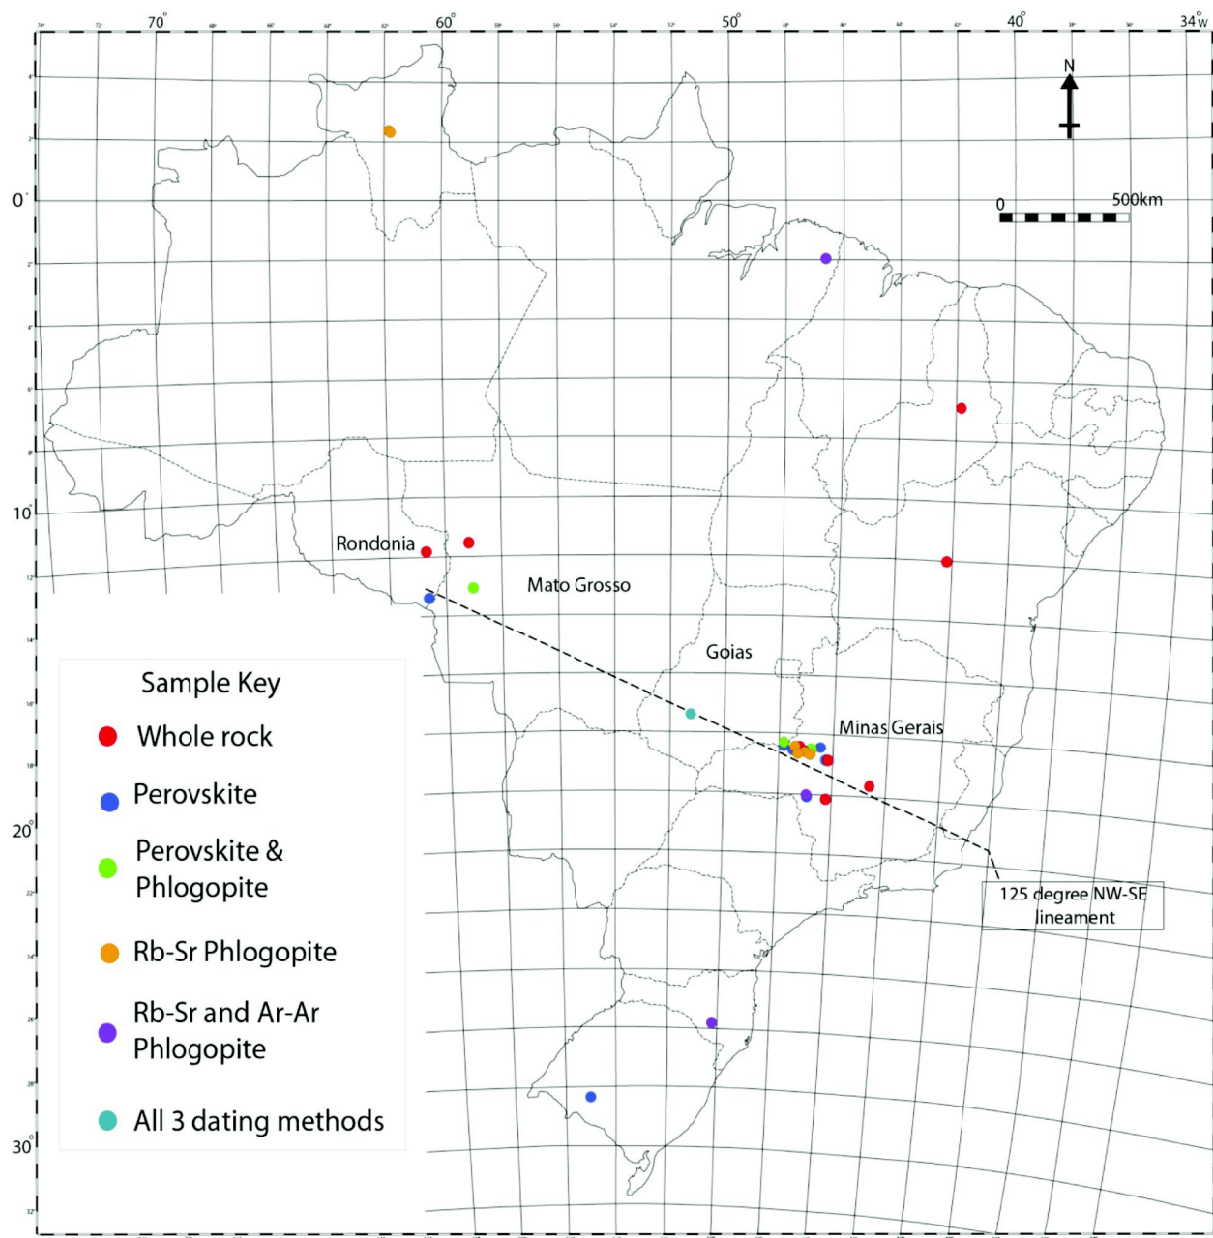 70° 60° 50° 40° 34°W
N
0 500km
0°
10°
20°
30°
Rondonia
Mato Grosso
Goias
Minas Gerais
125 degree NW-SE
lineament
Sample Key
Whole rock
Perovskite
Perovskite &
Phlogopite
Rb-Sr Phlogopite
Rb-Sr and Ar-Ar
Phlogopite
All 3 dating methods